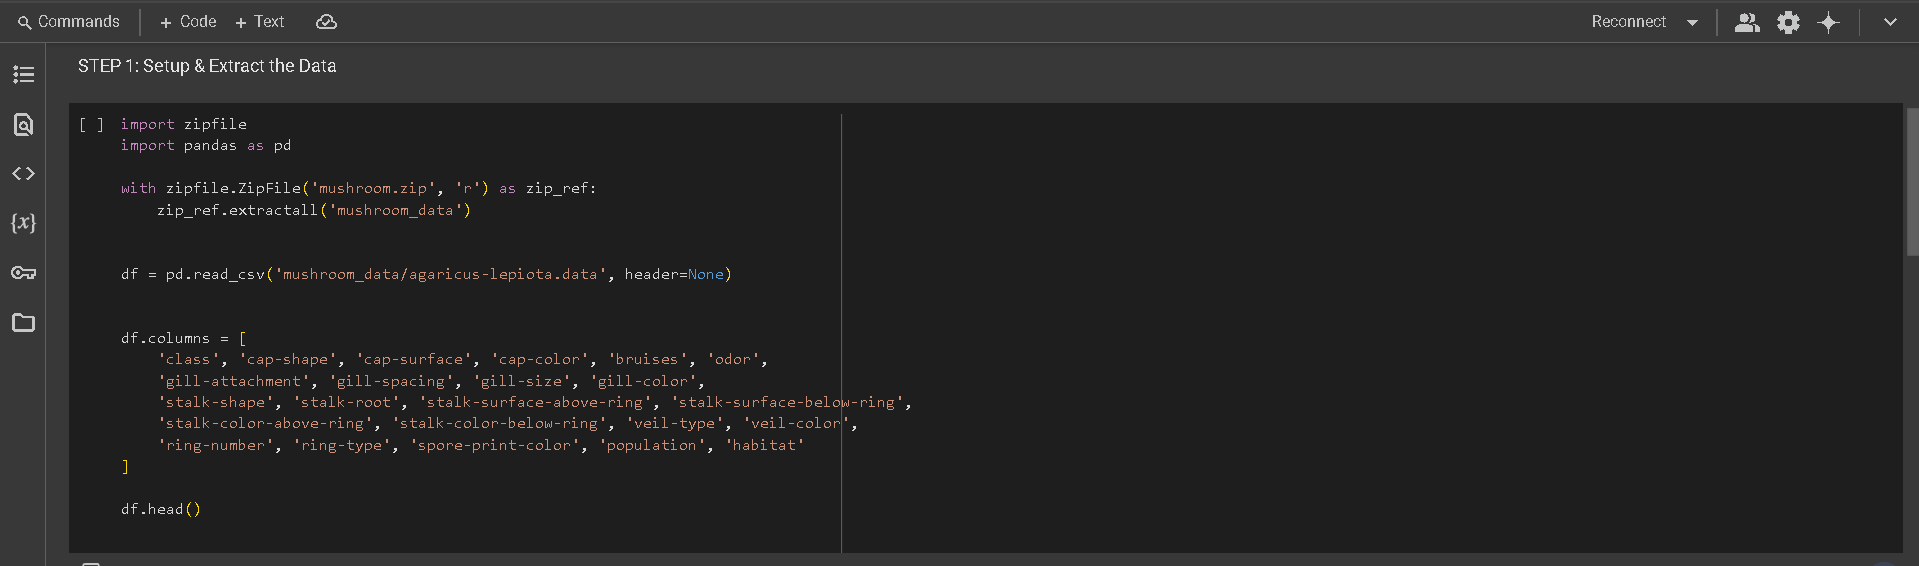 Commands + Code + Text Reconnect
STEP 1: Setup & Extract the Data
[ ] import zipfile
import pandas as pd
with zipfile.ZipFile('mushroom.zip', 'r') as zip_ref:
    zip_ref.extractall('mushroom_data')
df = pd.read_csv('mushroom_data/agaricus-lepiota.data', header=None)
df.columns = [
    'class', 'cap-shape', 'cap-surface', 'cap-color', 'bruises', 'odor',
    'gill-attachment', 'gill-spacing', 'gill-size', 'gill-color',
    'stalk-shape', 'stalk-root', 'stalk-surface-above-ring', 'stalk-surface-below-ring',
    'stalk-color-above-ring', 'stalk-color-below-ring', 'veil-type', 'veil-color',
    'ring-number', 'ring-type', 'spore-print-color', 'population', 'habitat'
]
df.head()
<> 
{x}